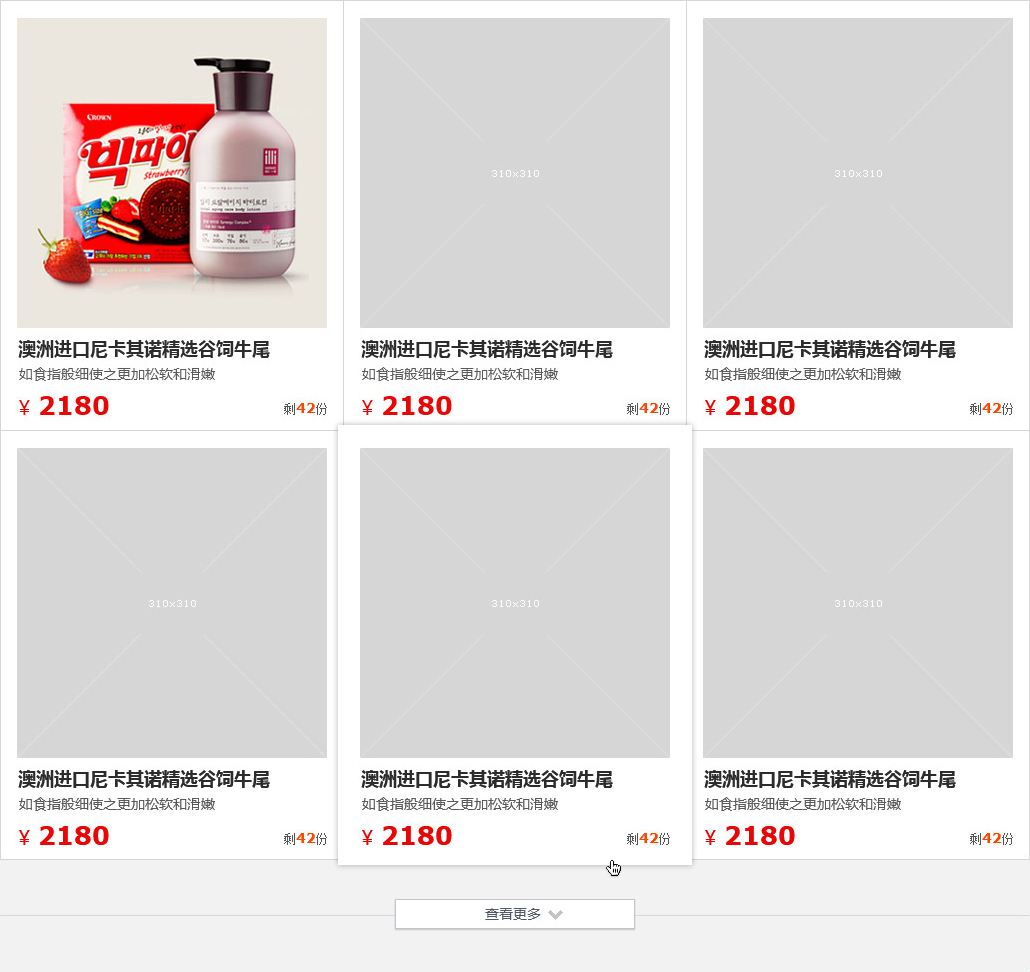 CROWN
빅파이
Strawberry!
illi
310x310
310x310
澳洲进口尼卡其诺精选谷饲牛尾
澳洲进口尼卡其诺精选谷饲牛尾
澳洲进口尼卡其诺精选谷饲牛尾
如食指般细使之更加松软和滑嫩
如食指般细使之更加松软和滑嫩
如食指般细使之更加松软和滑嫩
¥ 2180 剩42份
¥ 2180 剩42份
¥ 2180 剩42份
310x310
310x310
310x310
澳洲进口尼卡其诺精选谷饲牛尾
澳洲进口尼卡其诺精选谷饲牛尾
澳洲进口尼卡其诺精选谷饲牛尾
如食指般细使之更加松软和滑嫩
如食指般细使之更加松软和滑嫩
如食指般细使之更加松软和滑嫩
¥ 2180 剩42份
¥ 2180 剩42份
¥ 2180 剩42份
查看更多